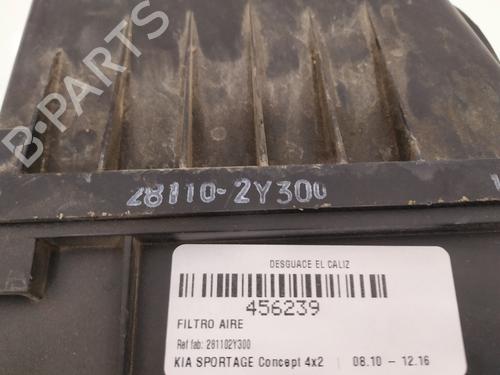 B-PARTS
28110-2Y300
DESGUACE EL CALIZ
456239
FILTRO AIRE
Ref fab: 281102Y300
KIA SPORTAGE Concept 4x2 | 08.10 – 12.16